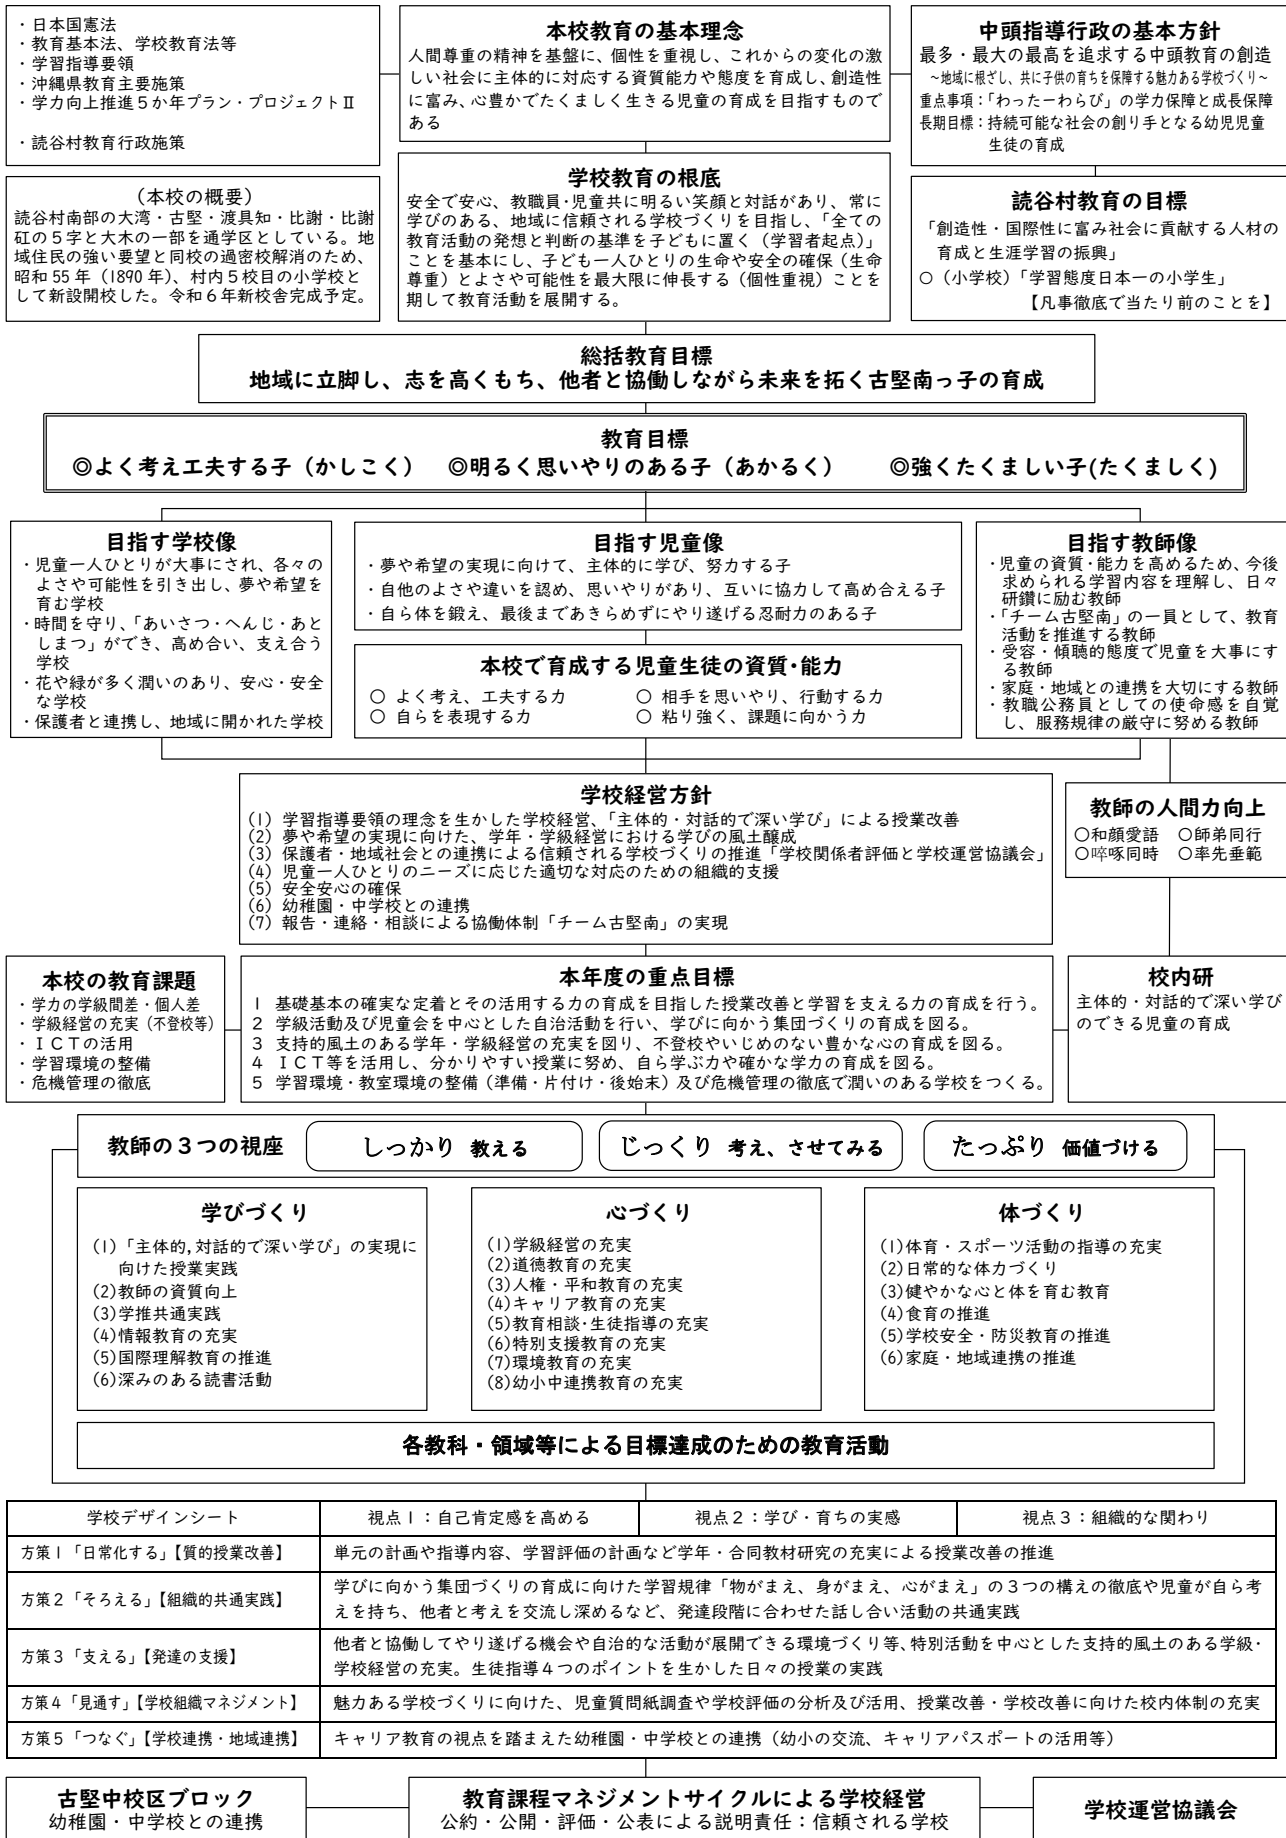 ・日本国憲法
・教育基本法、学校教育法等
・学習指導要領
・沖縄県教育主要施策
・学力向上推進5か年プラン・プロジェクトⅡ
・読谷村教育行政施策
本校教育の基本理念
人間尊重の精神を基盤に、個性を重視し、これからの変化の激
しい社会に主体的に対応する資質能力や態度を育成し、創造性
に富み、心豊かでたくましく生きる児童の育成を目指すもので
ある
中頭指導行政の基本方針
最多・最大の最高を追求する中頭教育の創造
～地域に根ざし、共に子供の育ちを保障する魅力ある学校づくり～
重点事項：「わったーわらび」の学力保障と成長保障
長期目標：持続可能な社会の創り手となる幼児児童
生徒の育成
（本校の概要）
読谷村南部の大湾・古堅・渡具知・比謝・比謝
矼の5字と大木の一部を通学区としている。地
域住民の強い要望と同校の過密校解消のため、
昭和55年（1890年）、村内5校目の小学校と
して新設開校した。令和6年新校舎完成予定。
学校教育の根底
安全で安心、教職員・児童共に明るい笑顔と対話があり、常に
学びのある、地域に信頼される学校づくりを目指し、「全ての
教育活動の発想と判断の基準を子どもに置く（学習者起点）」
ことを基本にし、子ども一人ひとりの生命や安全の確保（生命
尊重）とよさや可能性を最大限に伸長する（個性重視）ことを
期して教育活動を展開する。
読谷村教育の目標
「創造性・国際性に富み社会に貢献する人材の
育成と生涯学習の振興」
○（小学校）「学習態度日本一の小学生」
【凡事徹底で当たり前のことを】
総括教育目標
地域に立脚し、志を高くもち、他者と協働しながら未来を拓く古堅南っ子の育成
教育目標
◎よく考え工夫する子（かしこく） ◎明るく思いやりのある子（あかるく） ◎強くたくましい子(たくましく)
目指す学校像
・児童一人ひとりが大事にされ、各々の
よさや可能性を引き出し、夢や希望を
育む学校
・時間を守り、「あいさつ・へんじ・あと
しまつ」ができ、高め合い、支え合う
学校
・花や緑が多く潤いのあり、安心・安全
な学校
・保護者と連携し、地域に開かれた学校
目指す児童像
・夢や希望の実現に向けて、主体的に学び、努力する子
・自他のよさや違いを認め、思いやりがあり、互いに協力して高め合える子
・自ら体を鍛え、最後まであきらめずにやり遂げる忍耐力のある子
本校で育成する児童生徒の資質・能力
○ よく考え、工夫する力 ○ 相手を思いやり、行動する力
○ 自らを表現する力 ○ 粘り強く、課題に向かう力
目指す教師像
・児童の資質・能力を高めるため、今後
求められる学習内容を理解し、日々
研鑽に励む教師
・「チーム古堅南」の一員として、教育
活動を推進する教師
・受容・傾聴的態度で児童を大事にす
る教師
・家庭・地域との連携を大切にする教師
・教職公務員としての使命感を自覚
し、服務規律の厳守に努める教師
学校経営方針
(1) 学習指導要領の理念を生かした学校経営、「主体的・対話的で深い学び」による授業改善
(2) 夢や希望の実現に向けた、学年・学級経営における学びの風土醸成
(3) 保護者・地域社会との連携による信頼される学校づくりの推進「学校関係者評価と学校運営協議会」
(4) 児童一人ひとりのニーズに応じた適切な対応のための組織的支援
(5) 安全安心の確保
(6) 幼稚園・中学校との連携
(7) 報告・連絡・相談による協働体制「チーム古堅南」の実現
教師の人間力向上
○和顔愛語 ○師弟同行
○啐啄同時 ○率先垂範
本校の教育課題
・学力の学級間差・個人差
・学級経営の充実（不登校等）
・ＩＣＴの活用
・学習環境の整備
・危機管理の徹底
本年度の重点目標
1 基礎基本の確実な定着とその活用する力の育成を目指した授業改善と学習を支える力の育成を行う。
2 学級活動及び児童会を中心とした自治活動を行い、学びに向かう集団づくりの育成を図る。
3 支持的風土のある学年・学級経営の充実を図り、不登校やいじめのない豊かな心の育成を図る。
4 ＩＣＴ等を活用し、分かりやすい授業に努め、自ら学ぶ力や確かな学力の育成を図る。
5 学習環境・教室環境の整備（準備・片付け・後始末）及び危機管理の徹底で潤いのある学校をつくる。
校内研
主体的・対話的で深い学び
のできる児童の育成
教師の3つの視座 しっかり 教える じっくり 考え、させてみる たっぷり 価値づける
学びづくり
(1)「主体的,対話的で深い学び」の実現に
向けた授業実践
(2)教師の資質向上
(3)学推共通実践
(4)情報教育の充実
(5)国際理解教育の推進
(6)深みのある読書活動
心づくり
(1)学級経営の充実
(2)道徳教育の充実
(3)人権・平和教育の充実
(4)キャリア教育の充実
(5)教育相談・生徒指導の充実
(6)特別支援教育の充実
(7)環境教育の充実
(8)幼小中連携教育の充実
体づくり
(1)体育・スポーツ活動の指導の充実
(2)日常的な体力づくり
(3)健やかな心と体を育む教育
(4)食育の推進
(5)学校安全・防災教育の推進
(6)家庭・地域連携の推進
各教科・領域等による目標達成のための教育活動
学校デザインシート 視点1：自己肯定感を高める 視点2：学び・育ちの実感 視点3：組織的な関わり
方策1「日常化する」【質的授業改善】 単元の計画や指導内容、学習評価の計画など学年・合同教材研究の充実による授業改善の推進
方策2「そろえる」【組織的共通実践】 学びに向かう集団づくりの育成に向けた学習規律「物がまえ、身がまえ、心がまえ」の3つの構えの徹底や児童が自ら考
えを持ち、他者と考えを交流し深めるなど、発達段階に合わせた話し合い活動の共通実践
方策3「支える」【発達の支援】 他者と協働してやり遂げる機会や自治的な活動が展開できる環境づくり等、特別活動を中心とした支持的風土のある学級・
学校経営の充実。生徒指導4つのポイントを生かした日々の授業の実践
方策4「見通す」【学校組織マネジメント】 魅力ある学校づくりに向けた、児童質問紙調査や学校評価の分析及び活用、授業改善・学校改善に向けた校内体制の充実
方策5「つなぐ」【学校連携・地域連携】 キャリア教育の視点を踏まえた幼稚園・中学校との連携（幼小の交流、キャリアパスポートの活用等）
古堅中校区ブロック
幼稚園・中学校との連携
教育課程マネジメントサイクルによる学校経営
公約・公開・評価・公表による説明責任：信頼される学校
学校運営協議会